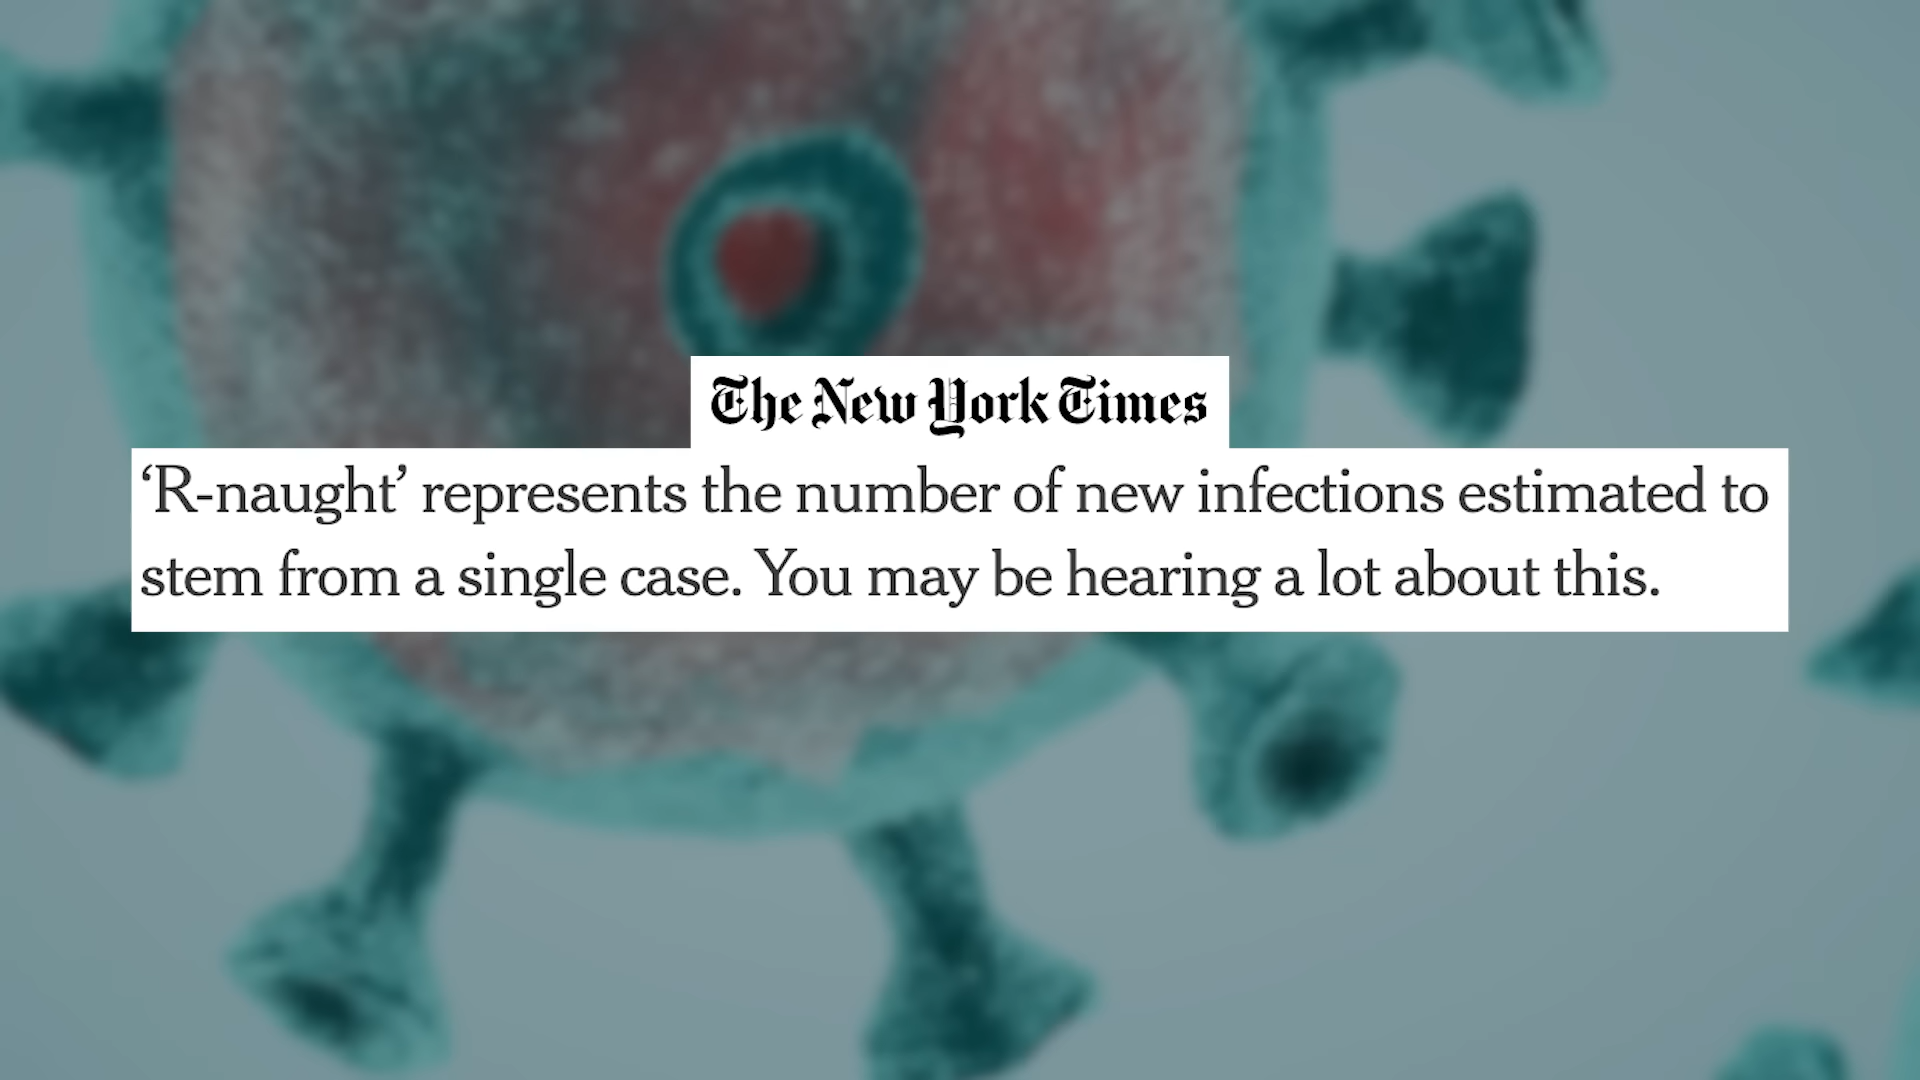 The New York Times
‘R-naught’ represents the number of new infections estimated to
stem from a single case. You may be hearing a lot about this.